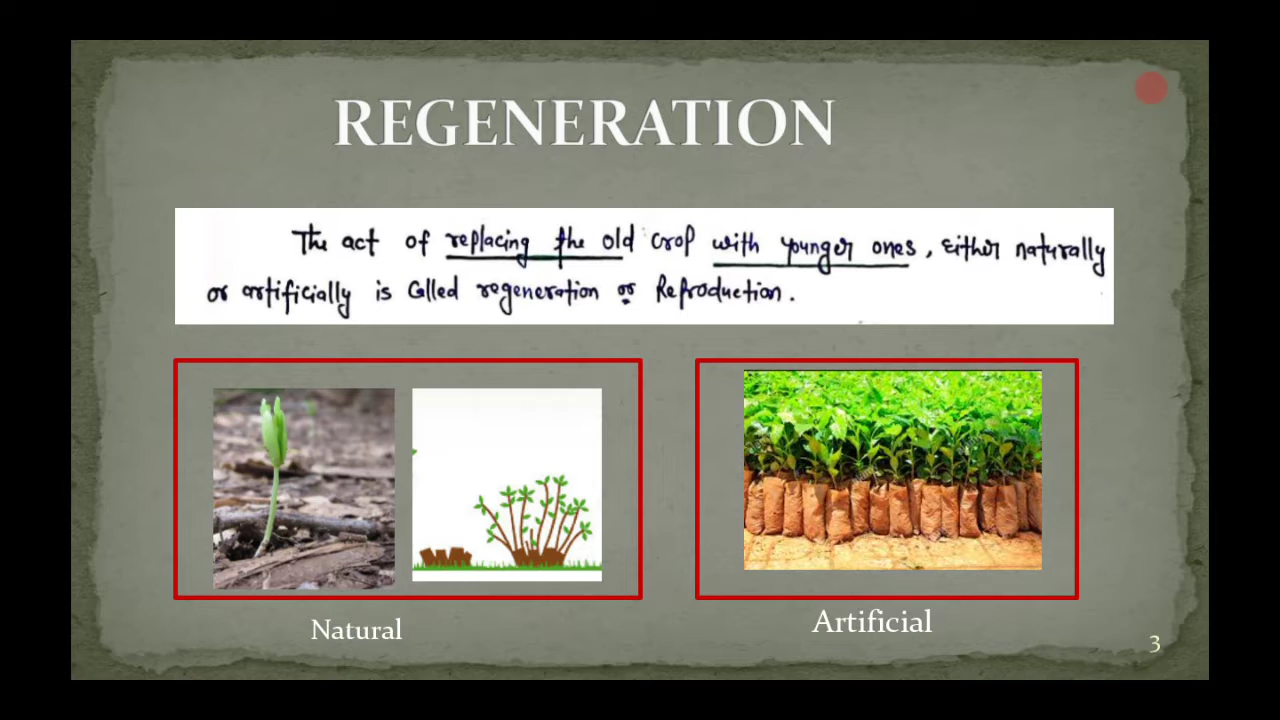 REGENERATION
The act of replacing the old crop with younger ones, Either naturally
or artificially is Called regeneration or Reproduction.
Natural
Artificial
3